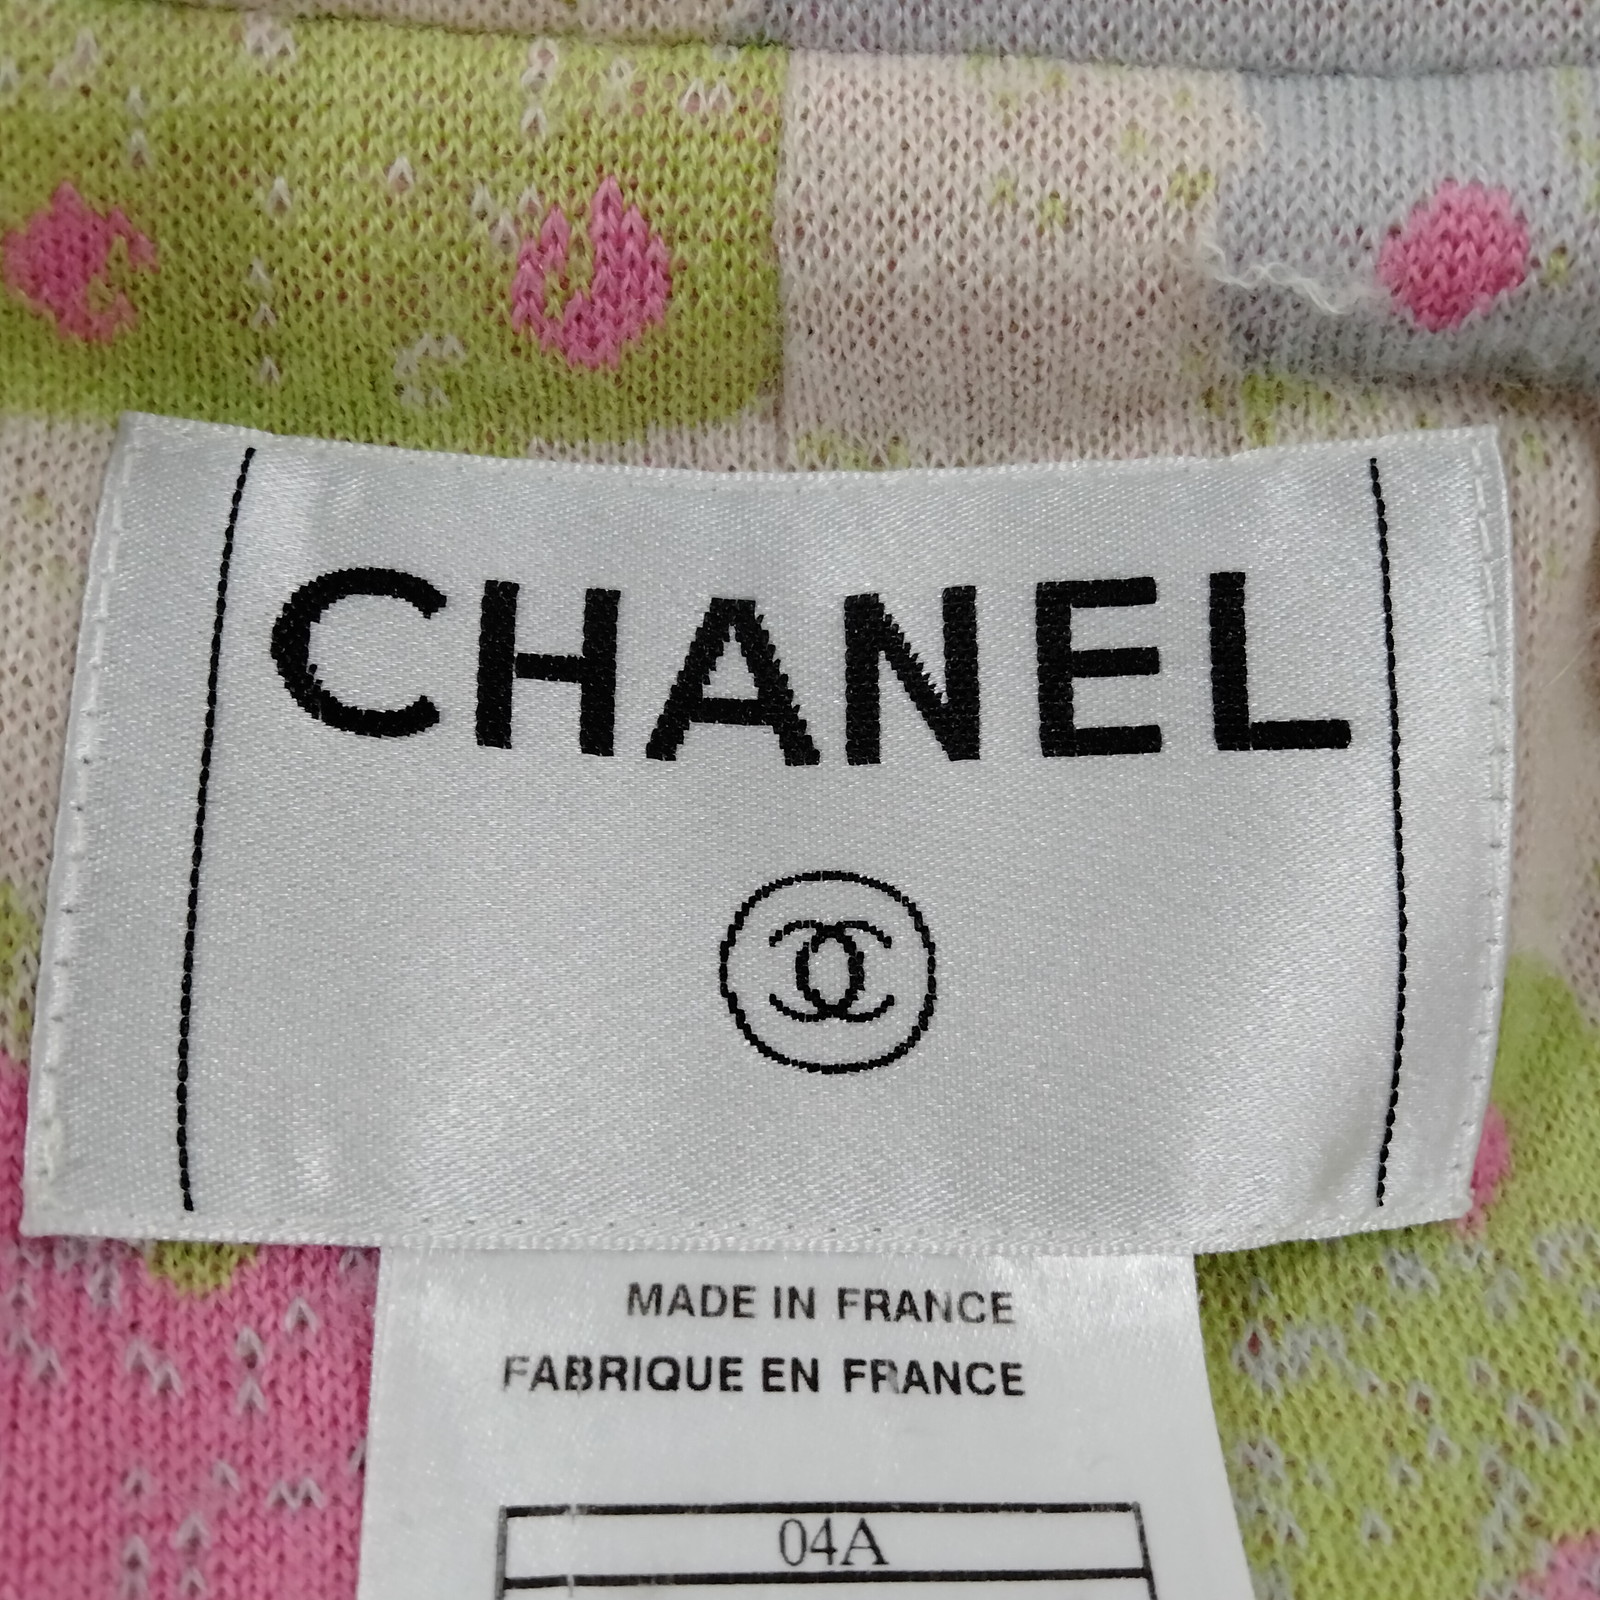 CHANEL
MADE IN FRANCE
FABRIQUE EN FRANCE
04A